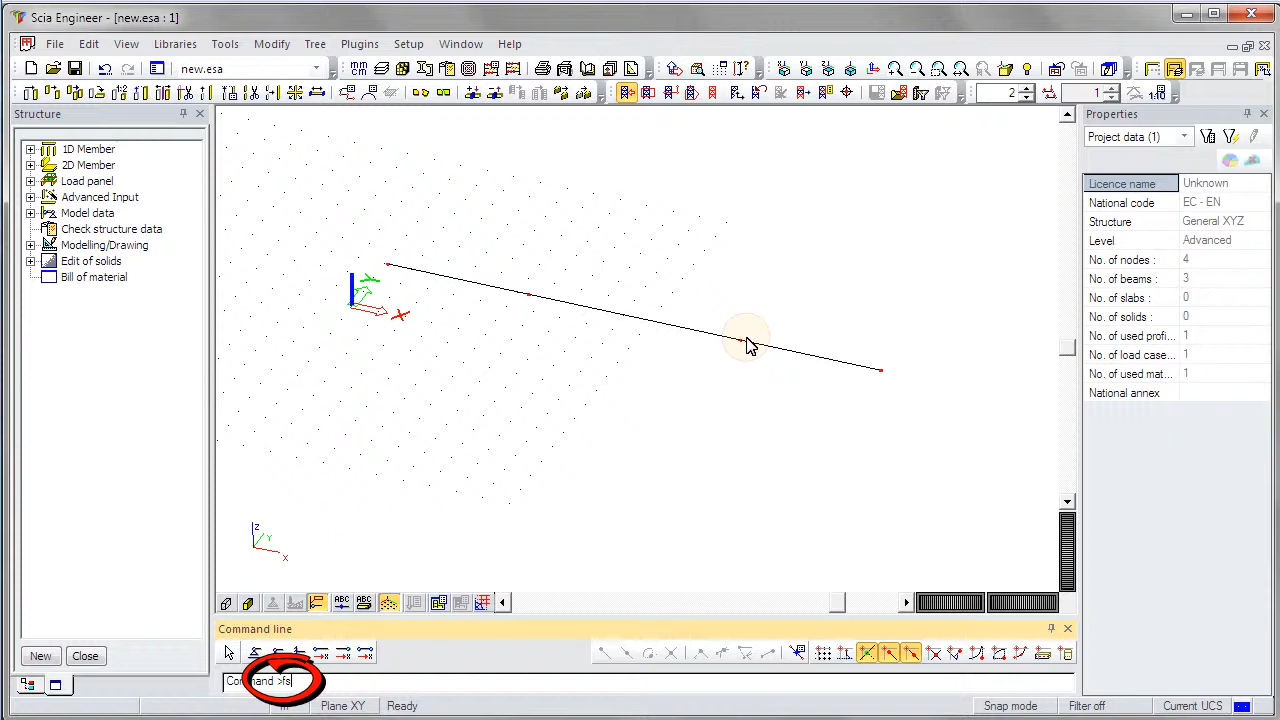 Scia Engineer - [new.esa : 1]
File Edit View Libraries Tools Modify Tree Plugins Setup Window Help
new.esa
2
1
Structure
1D Member
2D Member
Load panel
Advanced Input
Model data
Check structure data
Modelling/Drawing
Edit of solids
Bill of material
New Close
Y
X
z
Y
x
ABC ABC
Command line
Command >fs
Plane XY Ready Snap mode Filter off Current UCS
Properties
Project data (1)
Licence name Unknown
National code EC - EN
Structure General XYZ
Level Advanced
No. of nodes : 4
No. of beams : 3
No. of slabs : 0
No. of solids : 0
No. of used profi... 1
No. of load case... 1
No. of used mat... 1
National annex